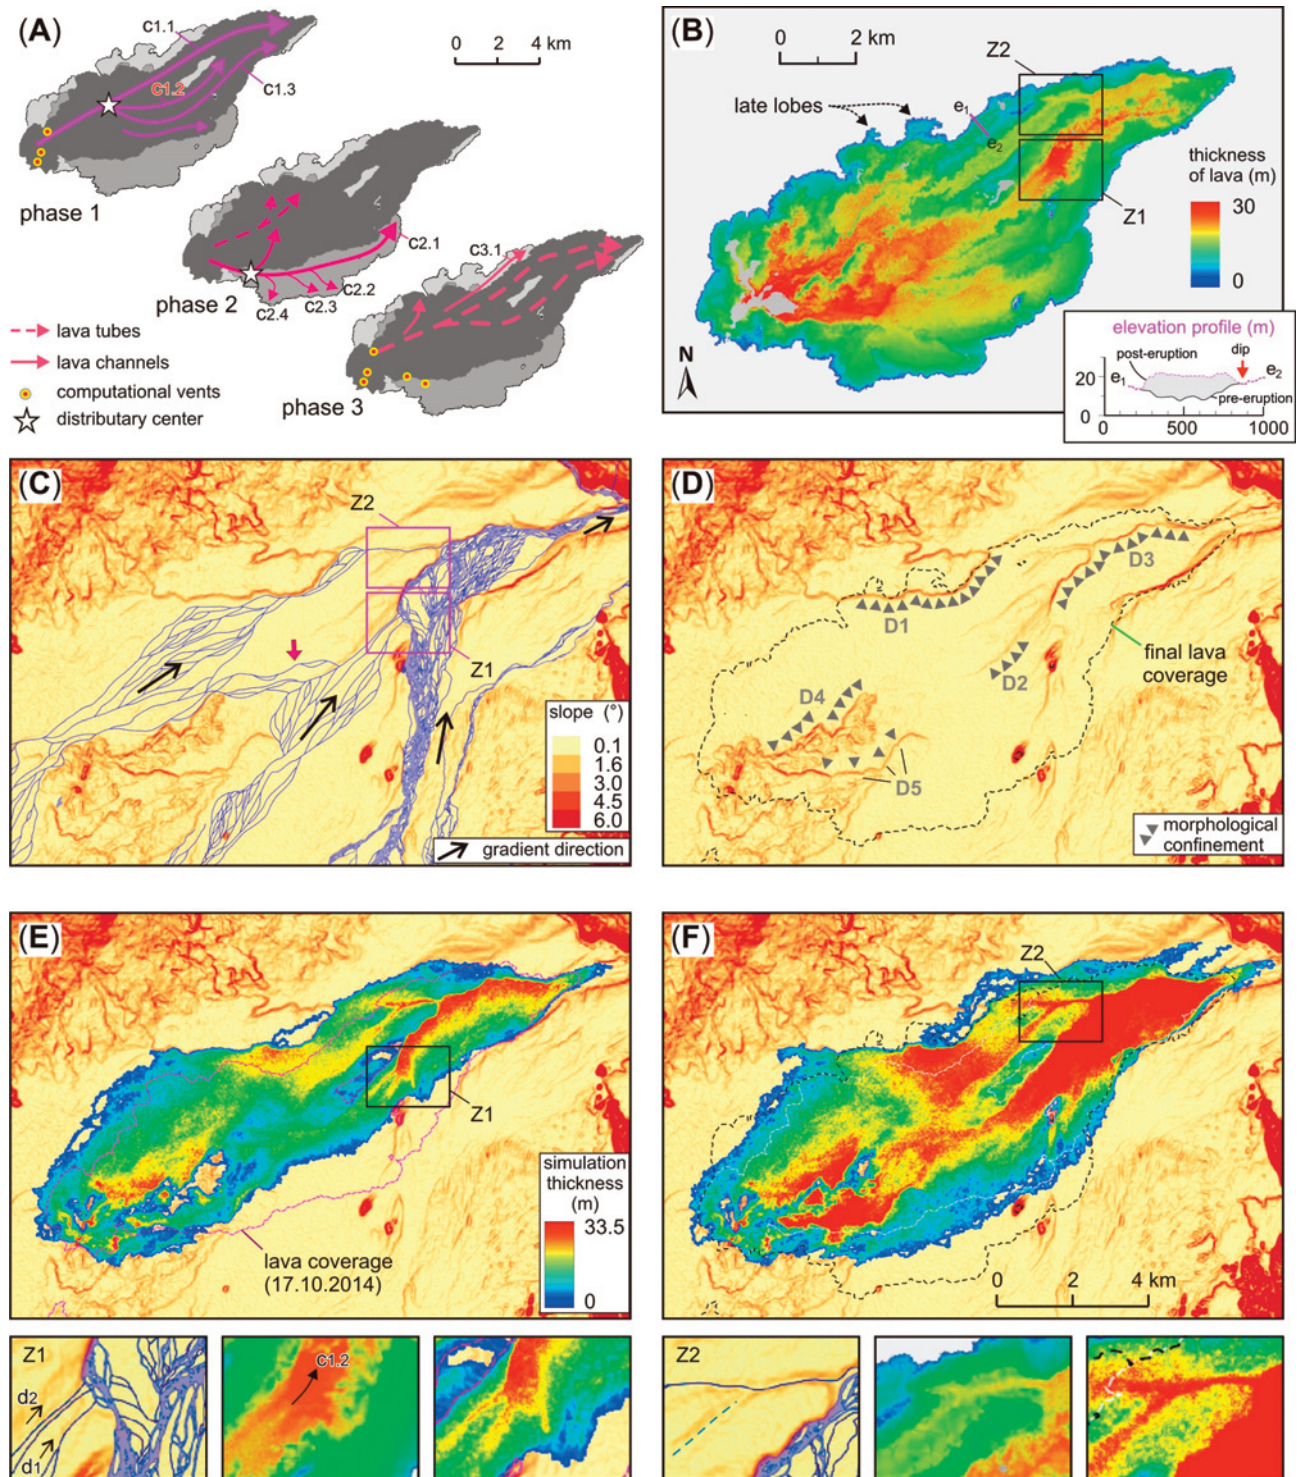 (A)
C1.1
C1.2
C1.3
0 2 4 km
phase 1
C2.1
C2.2
C2.3
C2.4
phase 2
C3.1
phase 3
lava tubes
lava channels
computational vents
distributary center
(B)
0 2 km
Z2
late lobes
e1
e2
Z1
thickness
of lava (m)
30
0
N
elevation profile (m)
post-eruption
dip
e1
e2
20
pre-eruption
0
0 500 1000
(C)
Z2
Z1
slope (°)
0.1
1.6
3.0
4.5
6.0
gradient direction
(D)
D3
D1
D2
final lava
coverage
D4
D5
morphological
confinement
(E)
Z1
simulation
thickness
(m)
33.5
0
lava coverage
(17.10.2014)
(F)
Z2
0 2 4 km
Z1
d2
d1
C1.2
Z2